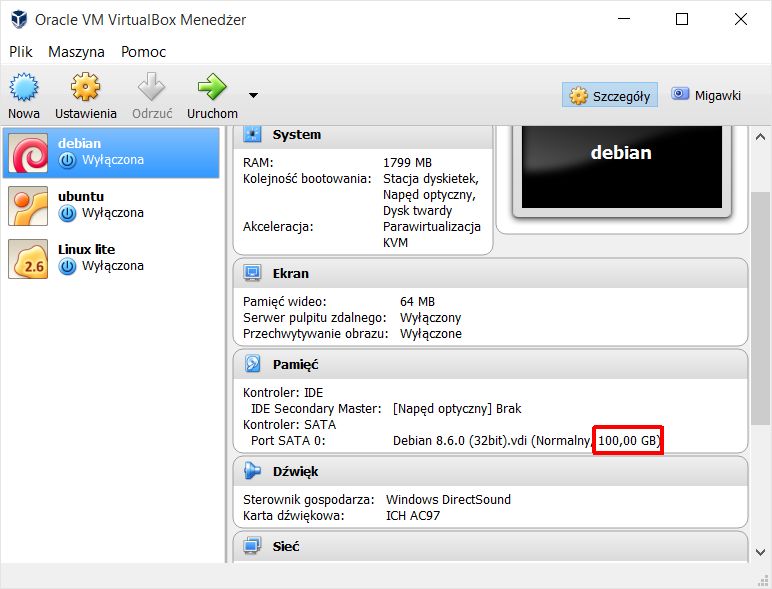 Oracle VM VirtualBox Menedżer
Plik Maszyna Pomoc
Nowa Ustawienia Odrzuć Uruchom Szczegóły Migawki
debian
Wyłączona
ubuntu
Wyłączona
Linux lite
Wyłączona
2.6
System
RAM: 1799 MB
Kolejność bootowania: Stacja dyskietek,
Napęd optyczny,
Dysk twardy
Akceleracja: Parawirtualizacja
KVM
debian
Ekran
Pamięć wideo: 64 MB
Serwer pulpitu zdalnego: Wyłączony
Przechwytywanie obrazu: Wyłączone
Pamięć
Kontroler: IDE
IDE Secondary Master: [Napęd optyczny] Brak
Kontroler: SATA
Port SATA 0: Debian 8.6.0 (32bit).vdi (Normalny, 100,00 GB)
Dźwięk
Sterownik gospodarza: Windows DirectSound
Karta dźwiękowa: ICH AC97
Sieć